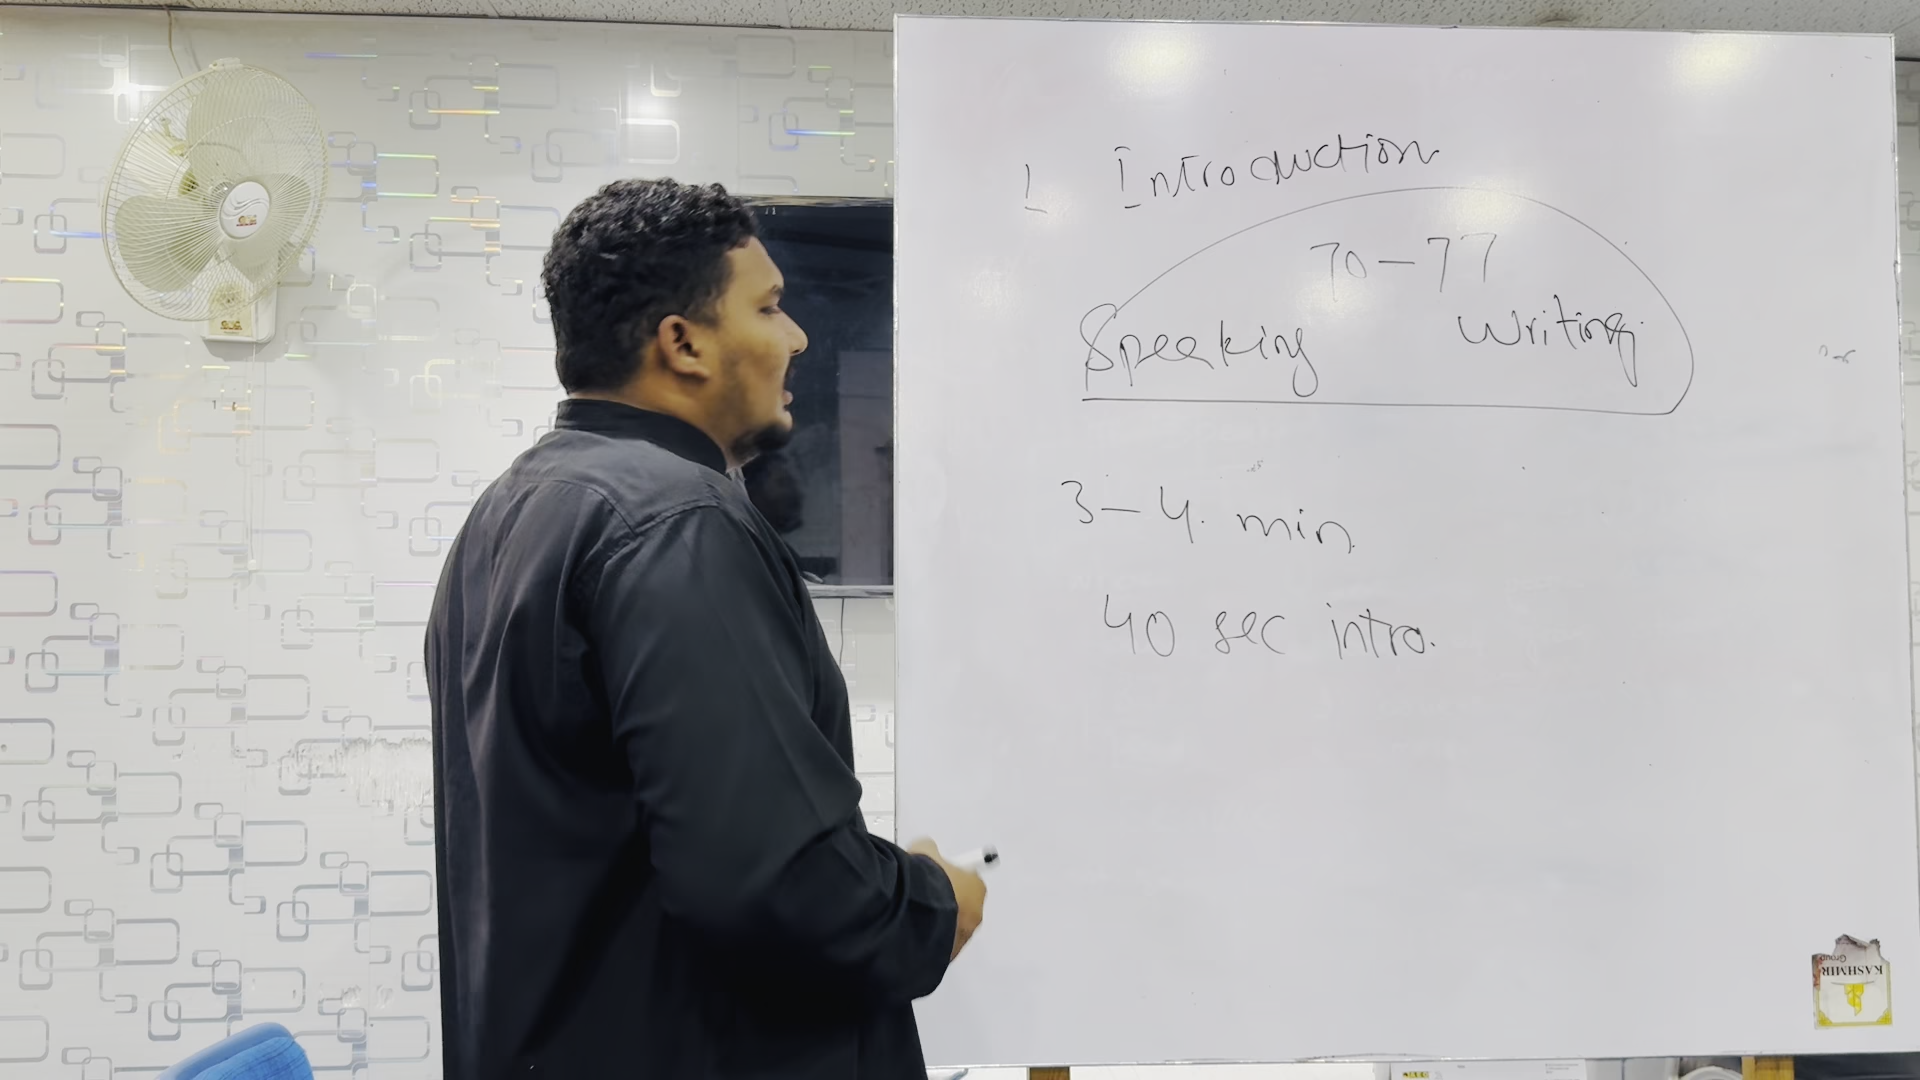 1 Introduction
70-77
Speaking Writing.
3-4. min.
40 sec intro.
KASHMIR
Group